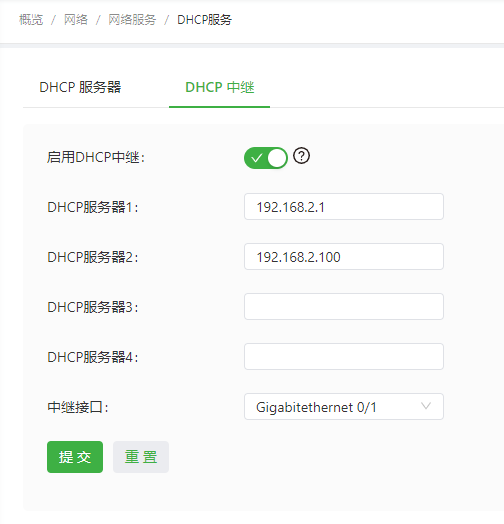 概览 / 网络 / 网络服务 / DHCP服务
DHCP 服务器 DHCP 中继
启用DHCP中继:
DHCP服务器1: 192.168.2.1
DHCP服务器2: 192.168.2.100
DHCP服务器3:
DHCP服务器4:
中继接口: Gigabitethernet 0/1
提 交 重 置